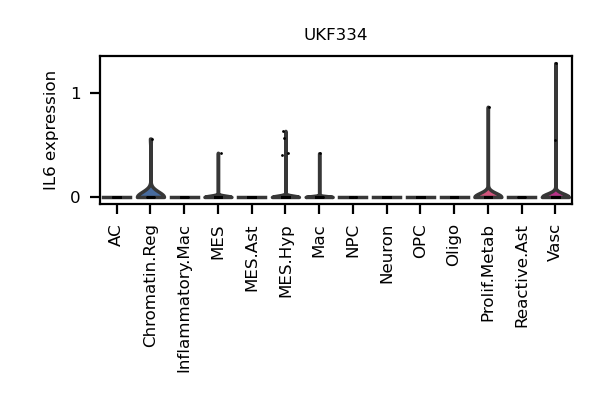 UKF334
IL6 expression
1
0
AC
Chromatin.Reg
Inflammatory.Mac
MES
MES.Ast
MES.Hyp
Mac
NPC
Neuron
OPC
Oligo
Prolif.Metab
Reactive.Ast
Vasc